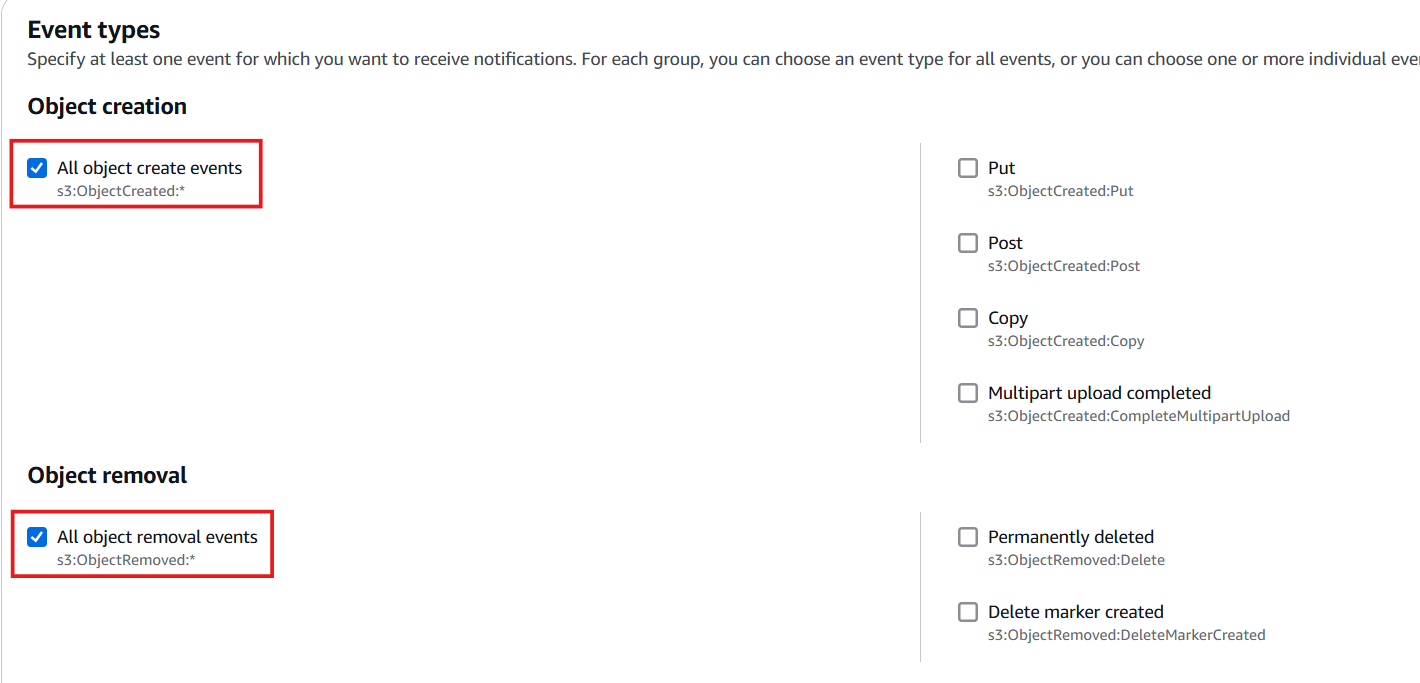 Event types
Specify at least one event for which you want to receive notifications. For each group, you can choose an event type for all events, or you can choose one or more individual
Object creation
All object create events
s3:ObjectCreated:*
Put
s3:ObjectCreated:Put
Post
s3:ObjectCreated:Post
Copy
s3:ObjectCreated:Copy
Multipart upload completed
s3:ObjectCreated:CompleteMultipartUpload
Object removal
All object removal events
s3:ObjectRemoved:*
Permanently deleted
s3:ObjectRemoved:Delete
Delete marker created
s3:ObjectRemoved:DeleteMarkerCreated